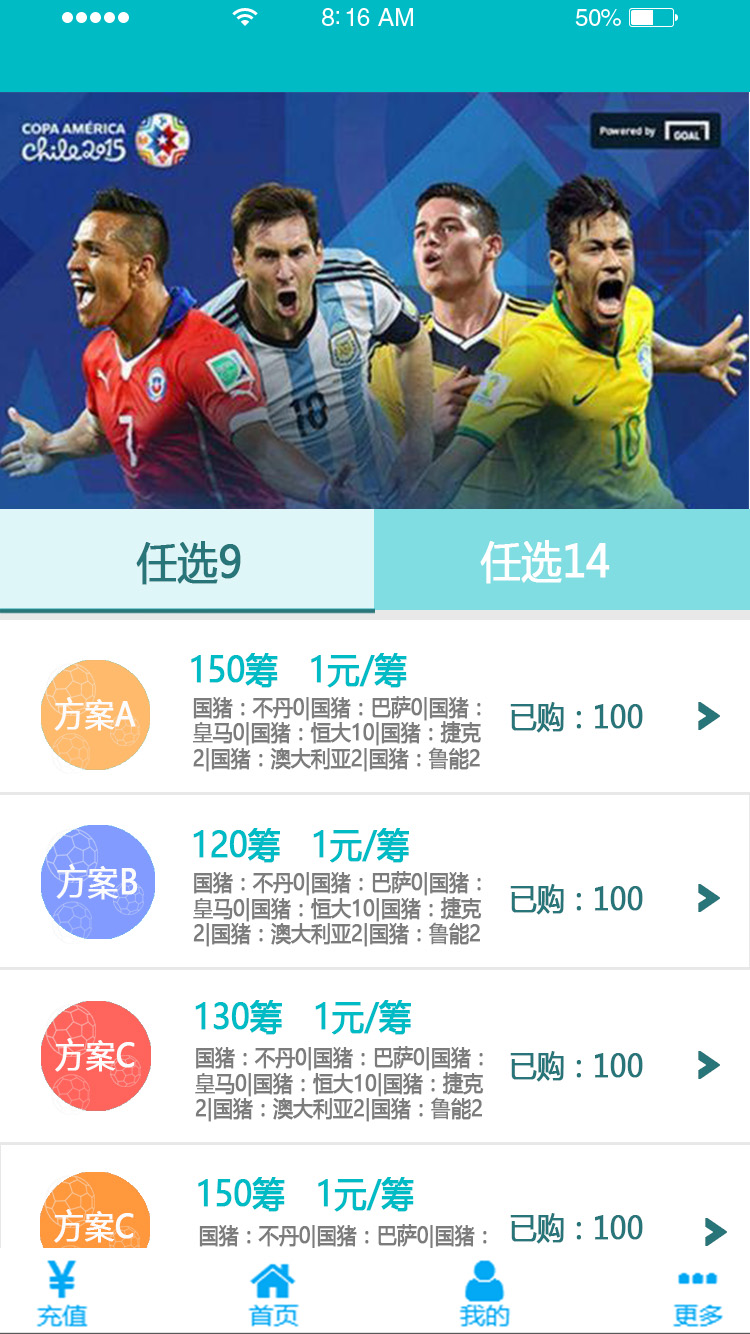 8:16 AM
50%
COPA AMÉRICA
Chile2015
Powered by GOAL
7
10
10
任选9
任选14
方案A
150筹 1元/筹
国猪：不丹0|国猪：巴萨0|国猪：
皇马0|国猪：恒大10|国猪：捷克
2|国猪：澳大利亚2|国猪：鲁能2
已购：100
方案B
120筹 1元/筹
国猪：不丹0|国猪：巴萨0|国猪：
皇马0|国猪：恒大10|国猪：捷克
2|国猪：澳大利亚2|国猪：鲁能2
已购：100
方案C
130筹 1元/筹
国猪：不丹0|国猪：巴萨0|国猪：
皇马0|国猪：恒大10|国猪：捷克
2|国猪：澳大利亚2|国猪：鲁能2
已购：100
方案C
150筹 1元/筹
国猪：不丹0|国猪：巴萨0|国猪：
已购：100
¥
充值
首页
我的
更多